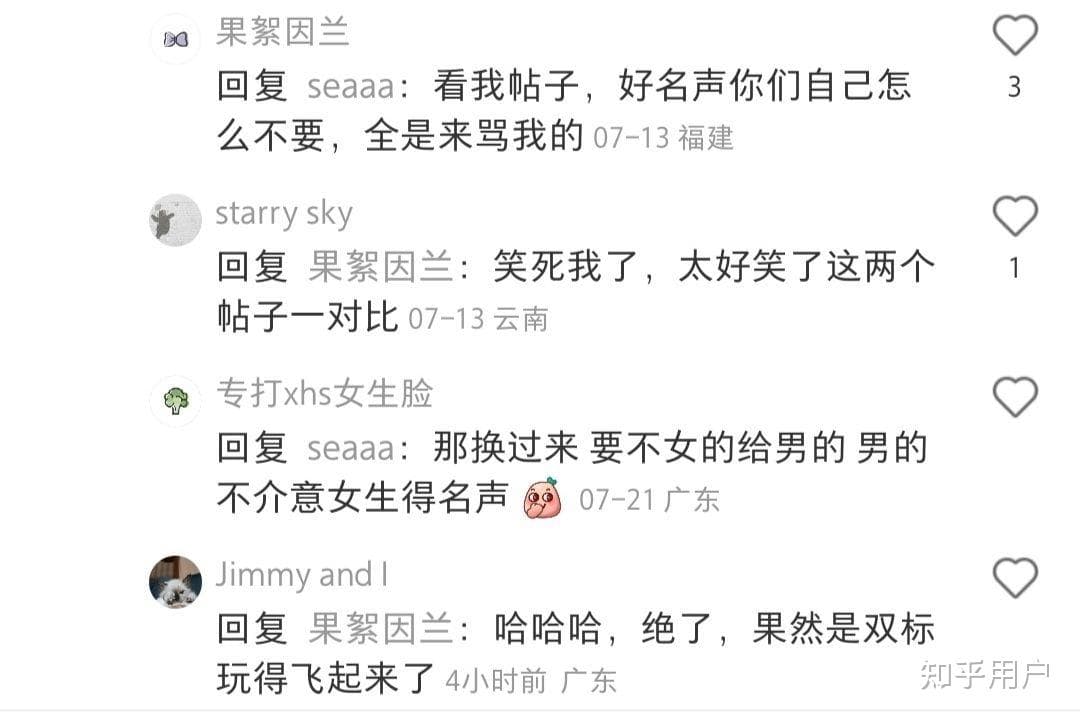 果絮因兰
回复 seaaa：看我帖子，好名声你们自己怎
3
么不要，全是来骂我的 07-13 福建
starry sky
回复 果絮因兰：笑死我了，太好笑了这两个
1
帖子一对比 07-13 云南
专打xhs女生脸
回复 seaaa：那换过来 要不女的给男的 男的
不介意女生得名声 07-21 广东
Jimmy and I
回复 果絮因兰：哈哈哈，绝了，果然是双标
玩得飞起来了 4小时前 广东
知乎用户